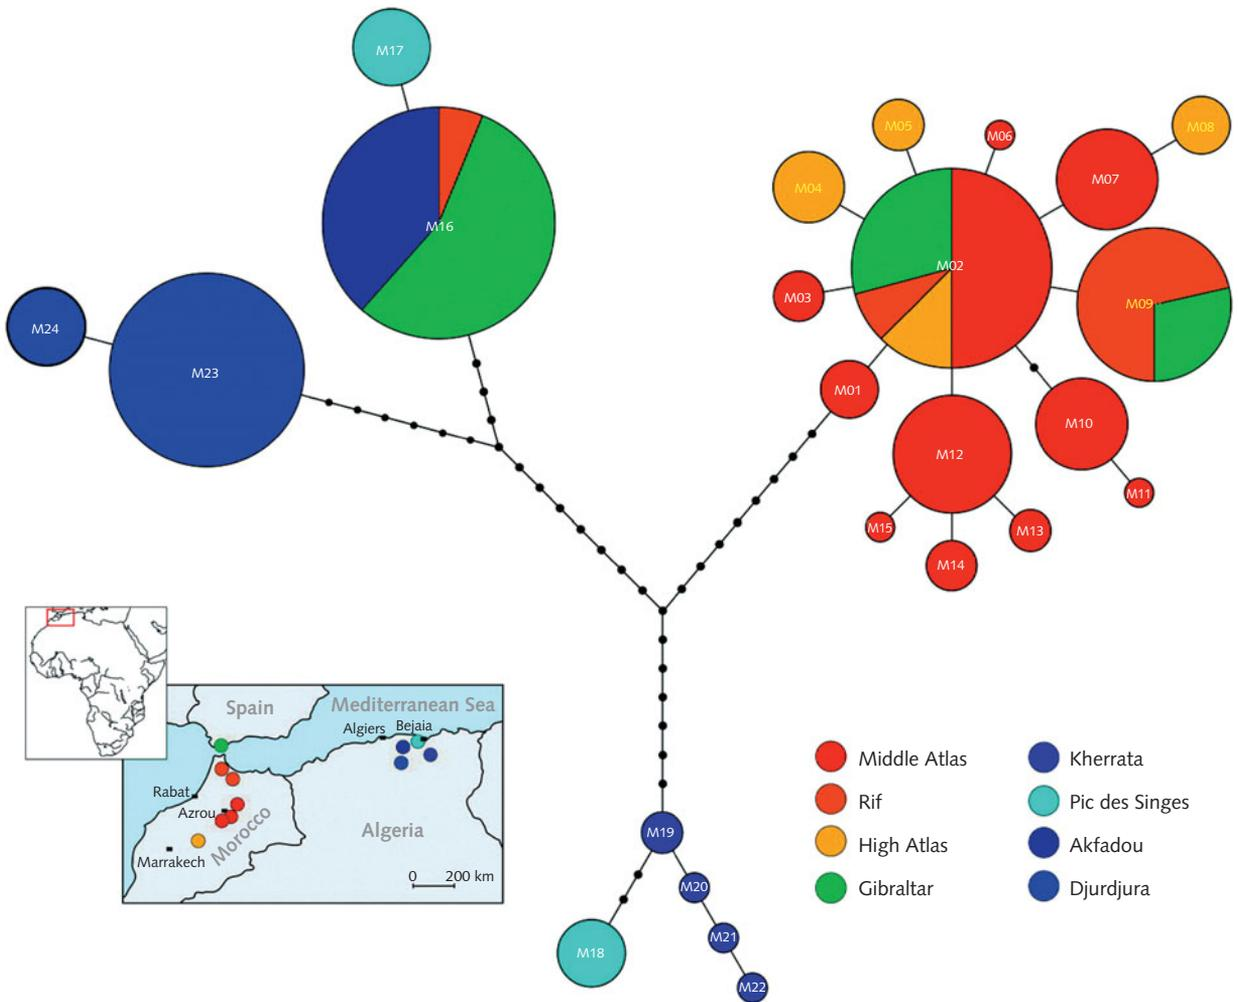 M17
M05
M06
M08
M07
M04
M16
M02
M03
M09
M24
M23
M01
M10
M12
M11
M15
M13
M14
Spain
Mediterranean Sea
Algiers
Bejaia
Rabat
Azrou
Morocco
Algeria
Marrakech
0 200 km
M19
M20
M21
M18
M22
Middle Atlas
Rif
High Atlas
Gibraltar
Kherrata
Pic des Singes
Akfadou
Djurdjura